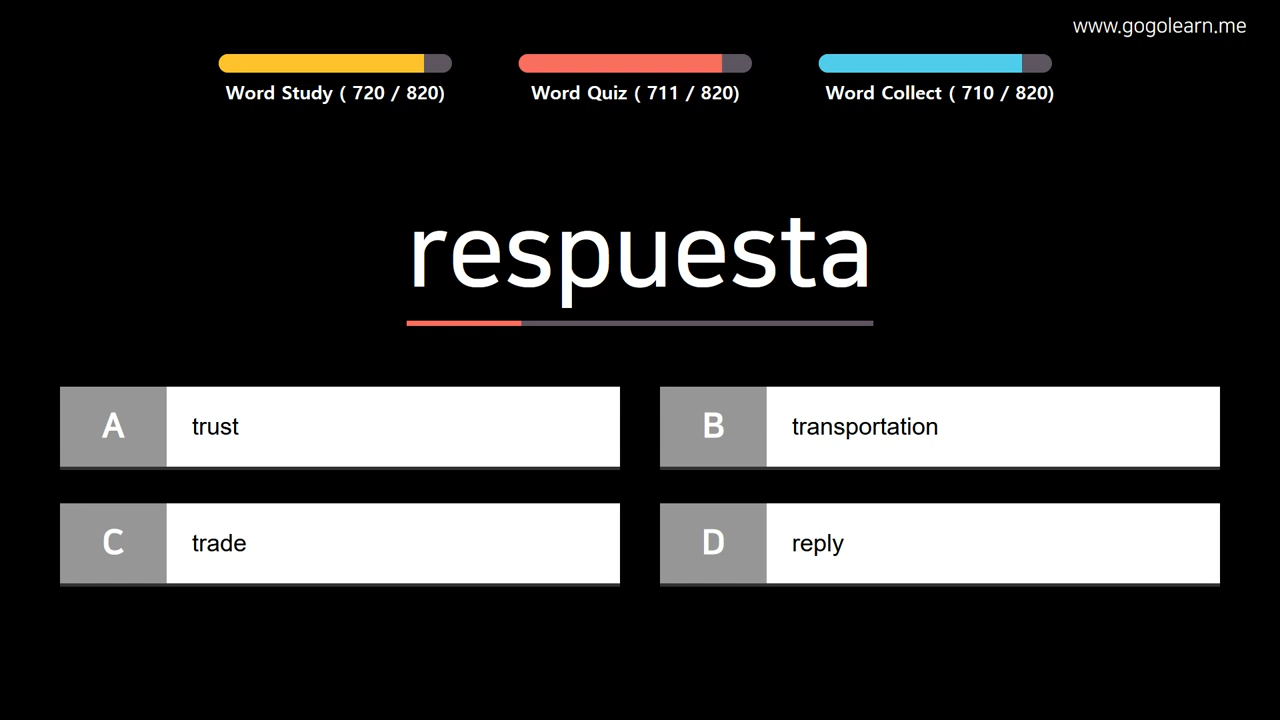 www.gogolearn.me
Word Study ( 720 / 820)
Word Quiz ( 711 / 820)
Word Collect ( 710 / 820)
respuesta
A trust
B transportation
C trade
D reply